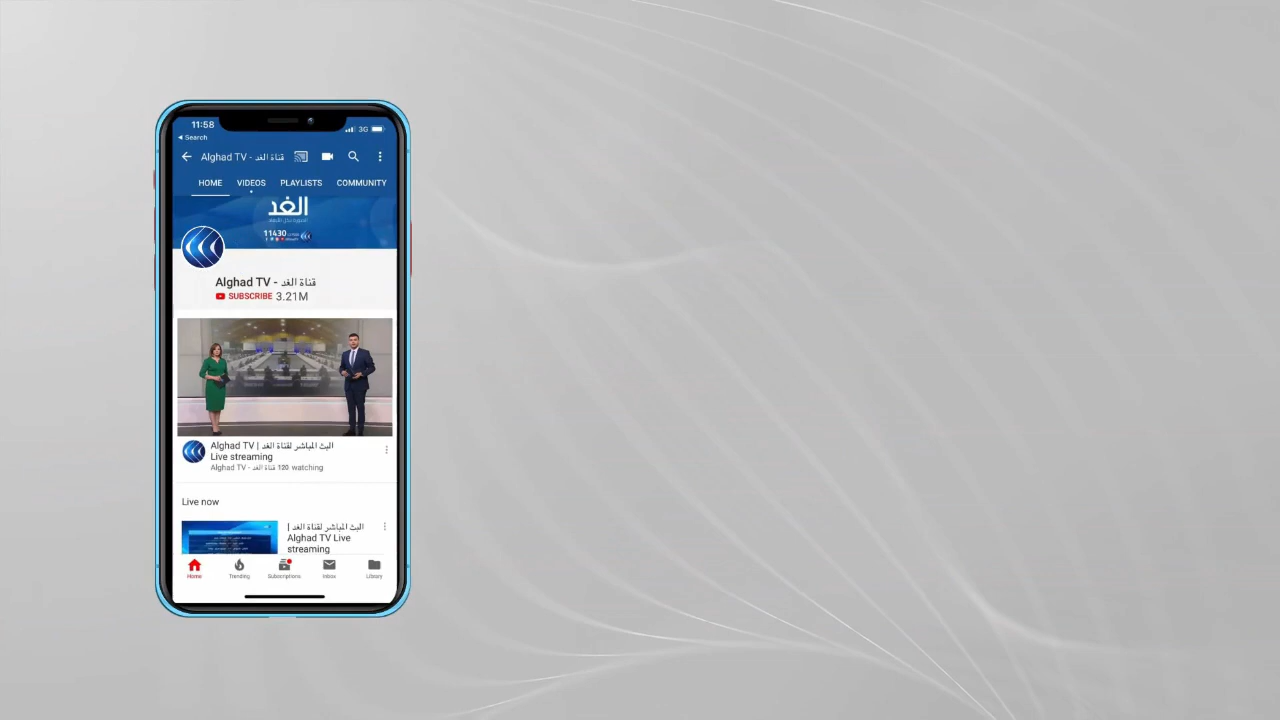 11:58
3G
Search
Alghad TV - قناة الغد
HOME VIDEOS PLAYLISTS COMMUNITY
الغد
11430
Alghad TV - قناة الغد
SUBSCRIBE 3.21M
Alghad TV | البث المباشر لقناة الغد
Live streaming
Alghad TV - قناة الغد 120 watching
Live now
البث المباشر لقناة الغد |
Alghad TV Live
streaming
Home Trending Subscriptions Inbox Library